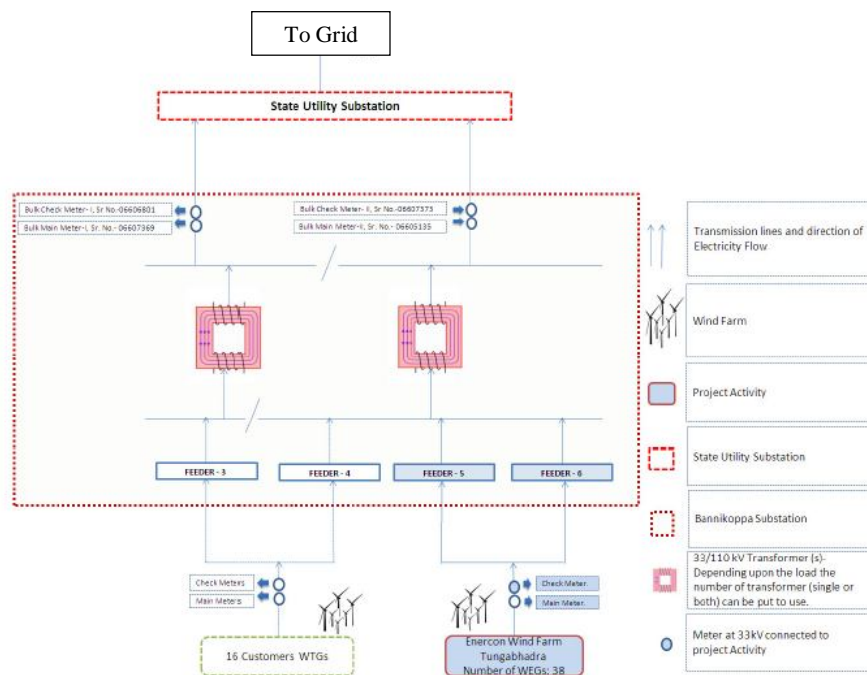 To Grid
State Utility Substation
Bulk Check Meter- I, Sr No.-06606801
Bulk Main Meter-I, Sr. No.- 06607369
Bulk Check Meter- II, Sr No.-06607373
Bulk Main Meter-II, Sr. No.- 06605135
FEEDER - 3
FEEDER - 4
FEEDER - 5
FEEDER - 6
Check Meters
Main Meters
Check Meter.
Main Meter.
16 Customers WTGs
Enercon Wind Farm
Tungabhadra
Number of WEGs: 38
Transmission lines and direction of
Electricity Flow
Wind Farm
Project Activity
State Utility Substation
Bannikoppa Substation
33/110 kV Transformer (s)-
Depending upon the load the
number of transformer (single or
both) can be put to use.
Meter at 33kV connected to
project Activity